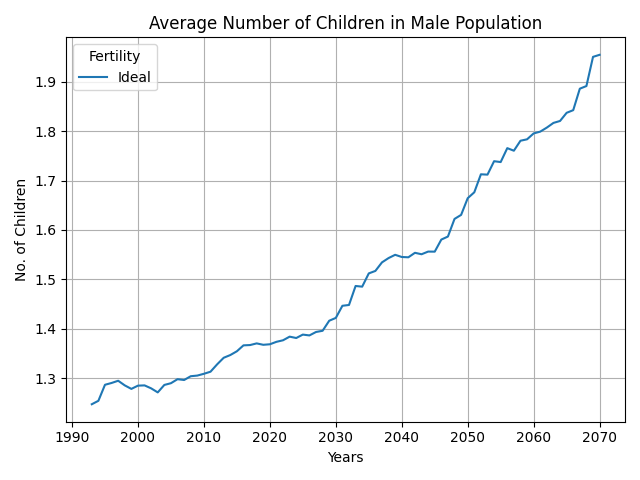 Average Number of Children in Male Population
Fertility
Ideal
No. of Children
1.9
1.8
1.7
1.6
1.5
1.4
1.3
1990 2000 2010 2020 2030 2040 2050 2060 2070
Years